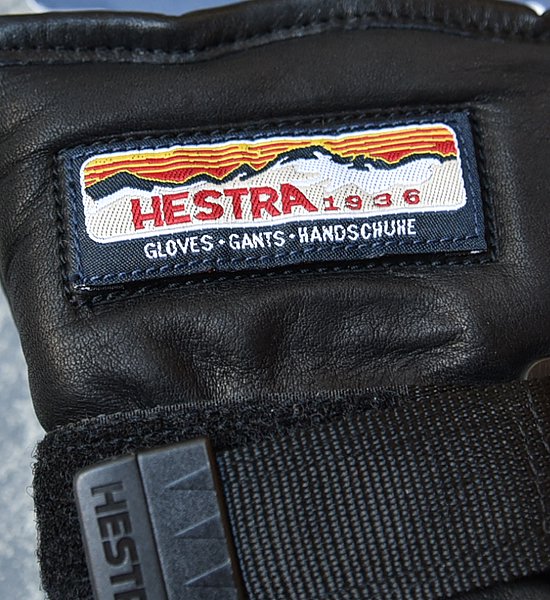 HESTRA 1936
GLOVES · GANTS · HANDSCHUHE
HESTRA